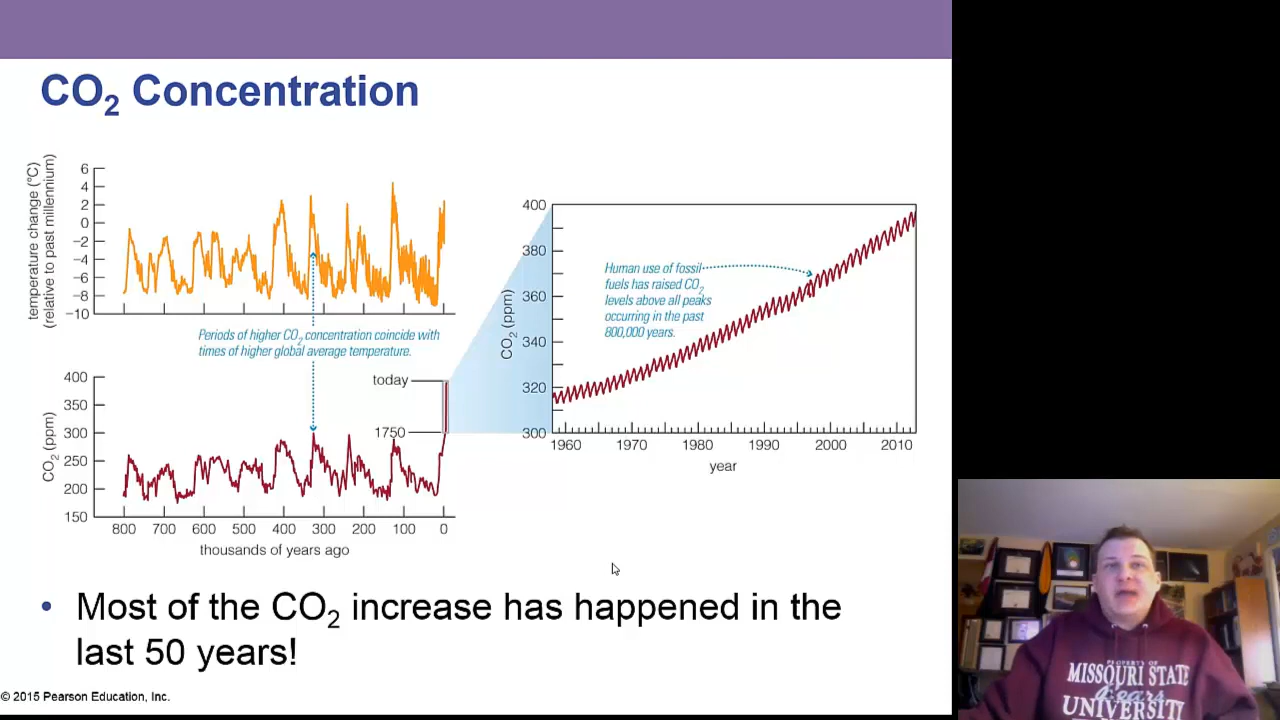 CO₂ Concentration
temperature change (°C)
(relative to past millennium)
6
4
2
0
−2
−4
−6
−8
−10
Periods of higher CO₂ concentration coincide with
times of higher global average temperature.
CO₂ (ppm)
400
350
300
250
200
150
today
1750
800 700 600 500 400 300 200 100 0
thousands of years ago
CO₂ (ppm)
400
380
360
340
320
300
Human use of fossil
fuels has raised CO₂
levels above all peaks
occurring in the past
800,000 years.
1960 1970 1980 1990 2000 2010
year
• Most of the CO₂ increase has happened in the
last 50 years!
© 2015 Pearson Education, Inc.
PROPERTY OF
MISSOURI STATE
Bears
UNIVERSITY